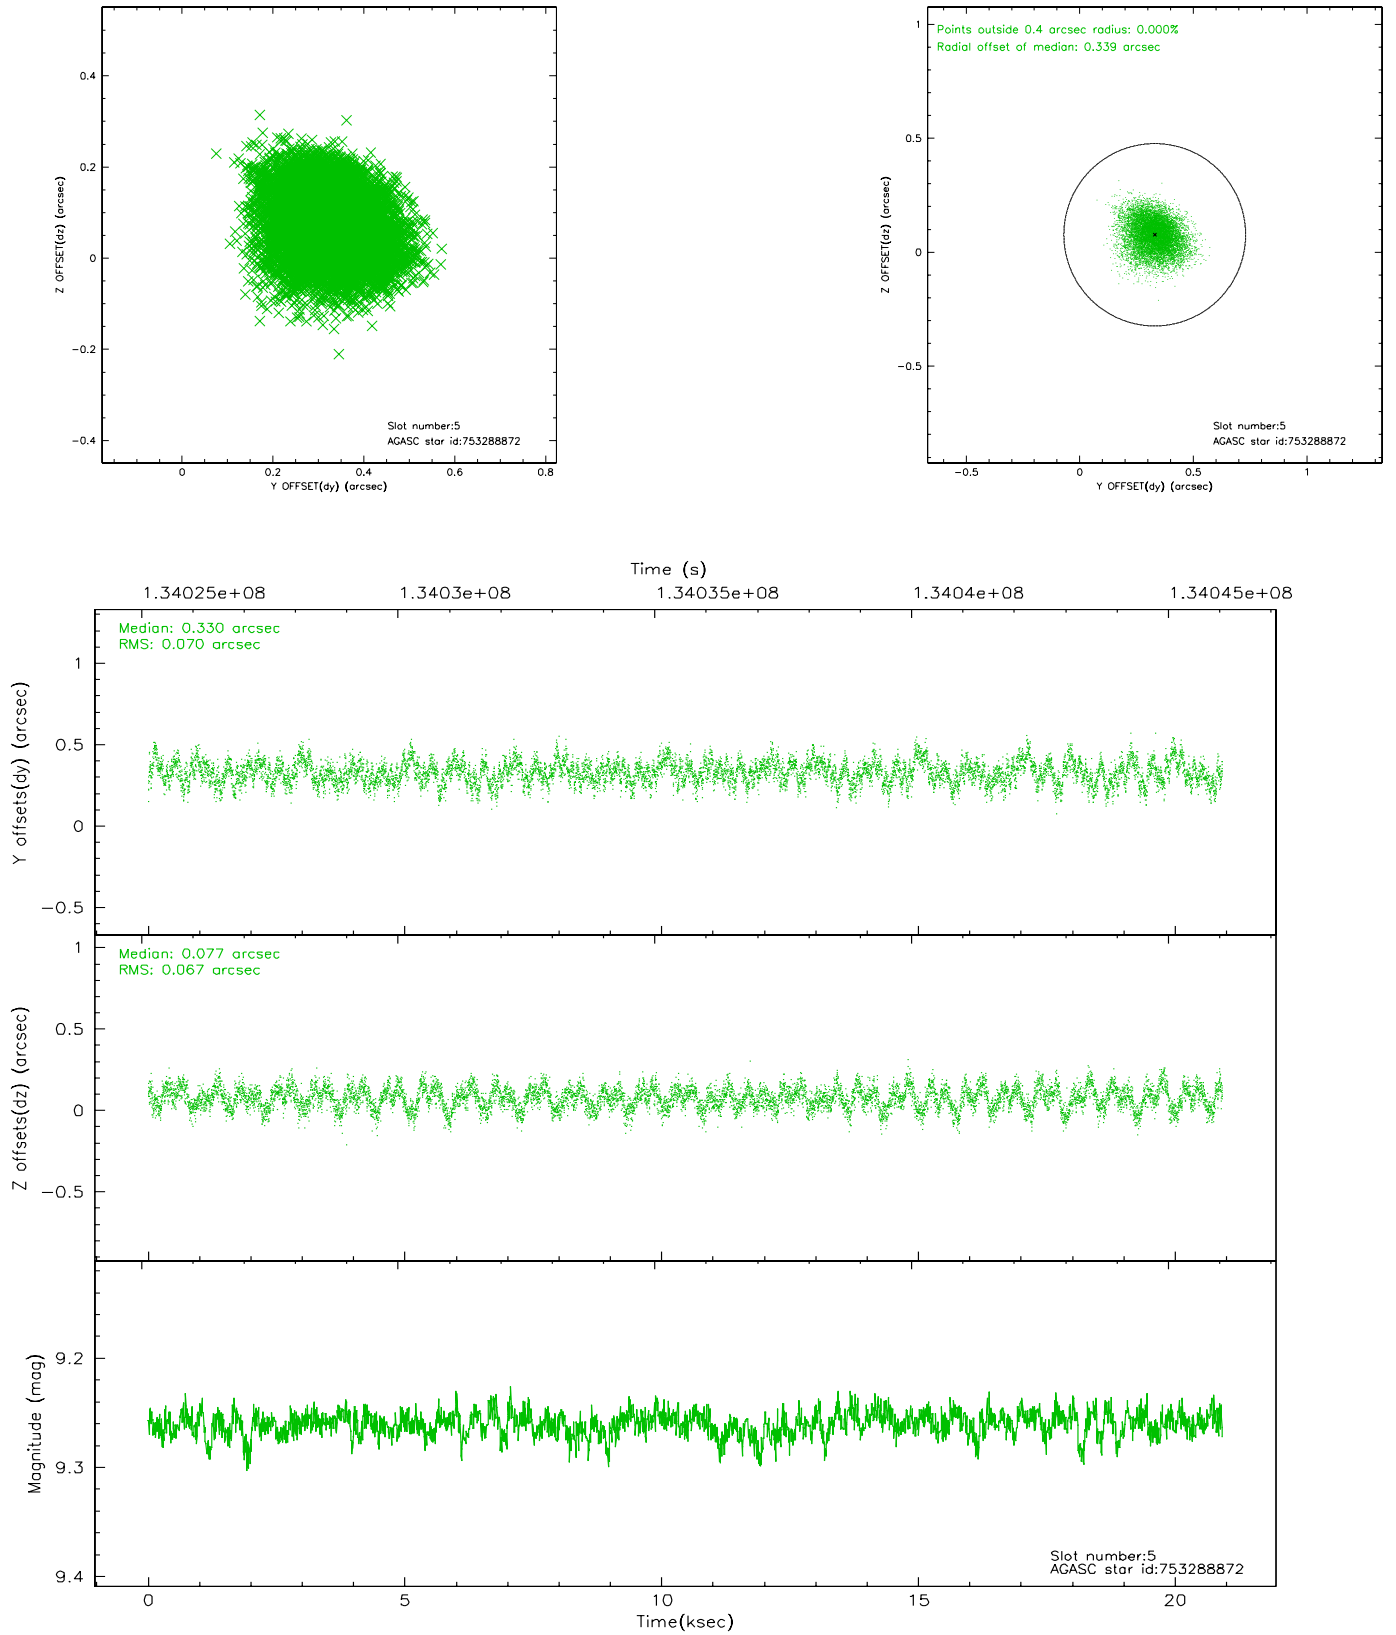 0.4
0.2
0
−0.2
−0.4
Z OFFSET(dz) (arcsec)
Slot number:5
AGASC star id:753288872
0 0.2 0.4 0.6 0.8
Y OFFSET(dy) (arcsec)
Points outside 0.4 arcsec radius: 0.000%
Radial offset of median: 0.339 arcsec
1
0.5
0
−0.5
Z OFFSET(dz) (arcsec)
Slot number:5
AGASC star id:753288872
−0.5 0 0.5 1
Y OFFSET(dy) (arcsec)
Time (s)
1.34025e+08 1.3403e+08 1.34035e+08 1.3404e+08 1.34045e+08
Median: 0.330 arcsec
RMS: 0.070 arcsec
1
0.5
0
−0.5
Y offsets(dy) (arcsec)
Median: 0.077 arcsec
RMS: 0.067 arcsec
1
0.5
0
−0.5
Z offsets(dz) (arcsec)
9.2
9.3
9.4
Magnitude (mag)
Slot number:5
AGASC star id:753288872
0 5 10 15 20
Time(ksec)